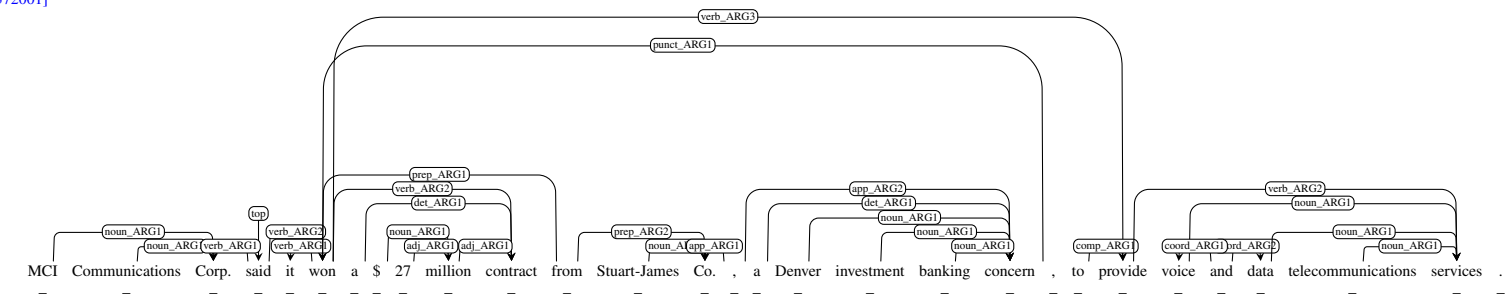 verb_ARG3
punct_ARG1
prep_ARG1
verb_ARG2 app_ARG2 verb_ARG2
det_ARG1 det_ARG1 noun_ARG1
top noun_ARG1
noun_ARG1 verb_ARG2 noun_ARG1 prep_ARG2 noun_ARG1 noun_ARG1
verb_ARG1 verb_ARG1 adj_ARG1 adj_ARG1 app_ARG1 noun_ARG1 comp_ARG1 coord_ARG1 noun_ARG1
MCI Communications Corp. said it won a $ 27 million contract from Stuart-James Co. , a Denver investment banking concern , to provide voice and data telecommunications services .
_ _ _ _ _ _ _ _ _ _ _ _ _ _ _ _ _ _ _ _ _ _ _ _ _ _ _ _ _